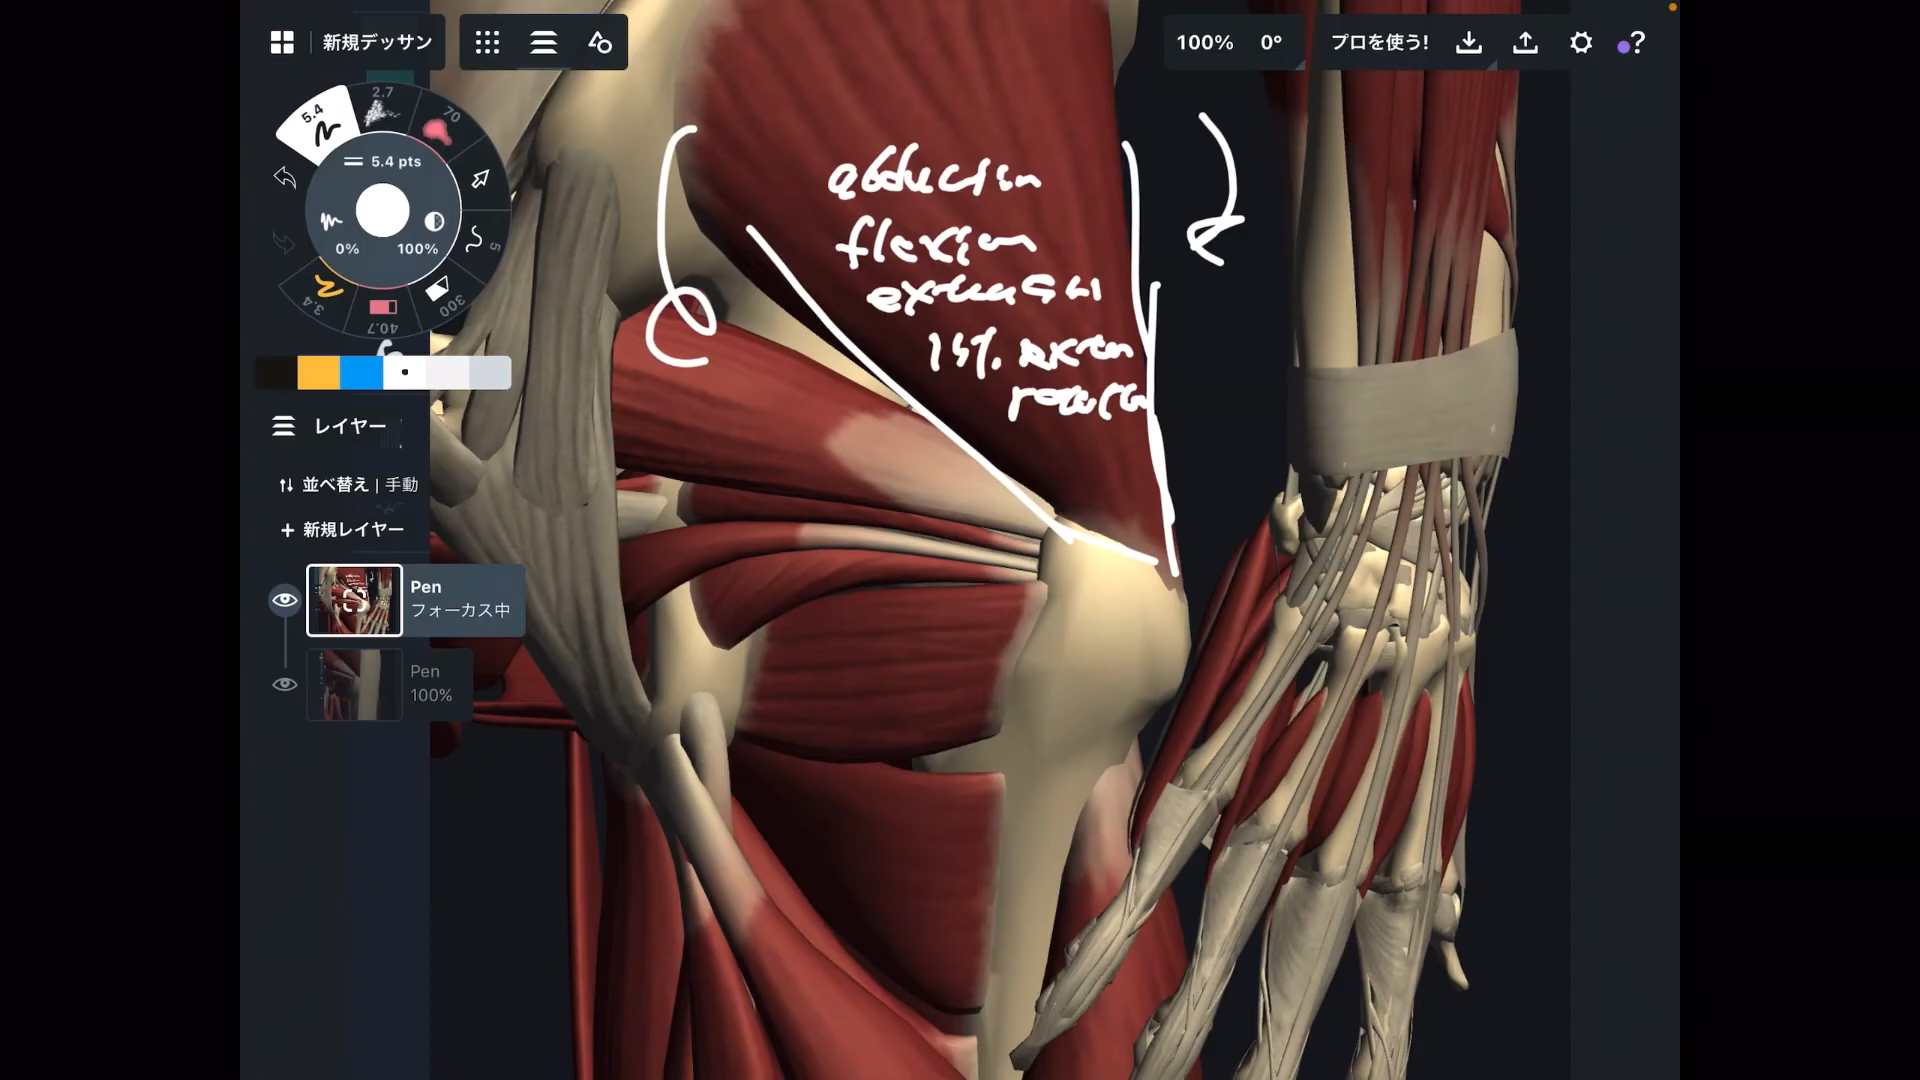 新規デッサン
100% 0° プロを使う! ?
5.4
2.7
70
5.4 pts
0% 100%
5
300
40.7
3.4
レイヤー
並べ替え | 手動
+ 新規レイヤー
Pen
フォーカス中
Pen
100%
abduction
flexion
extension
15%
rotation